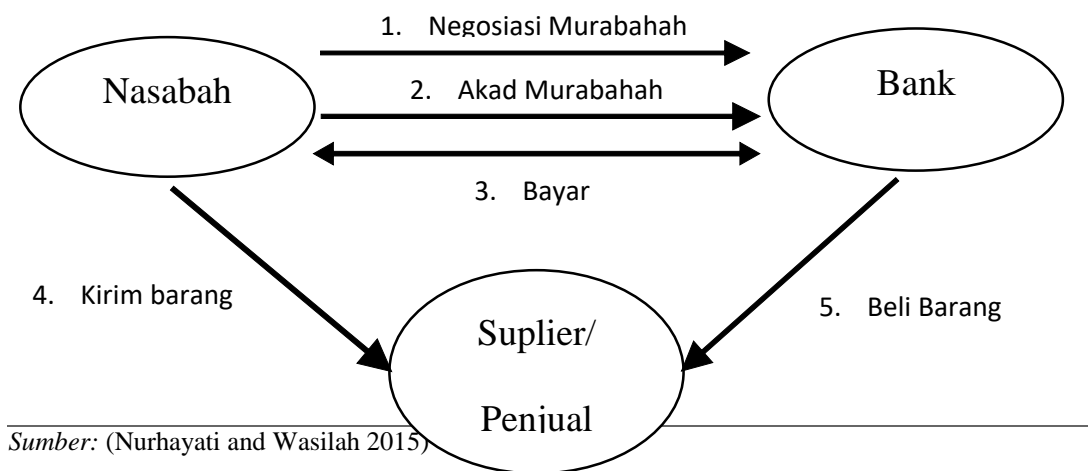 1. Negosiasi Murabahah
Nasabah
Bank
2. Akad Murabahah
3. Bayar
4. Kirim barang
5. Beli Barang
Suplier/
Penjual
Sumber: (Nurhayati and Wasilah 2015)